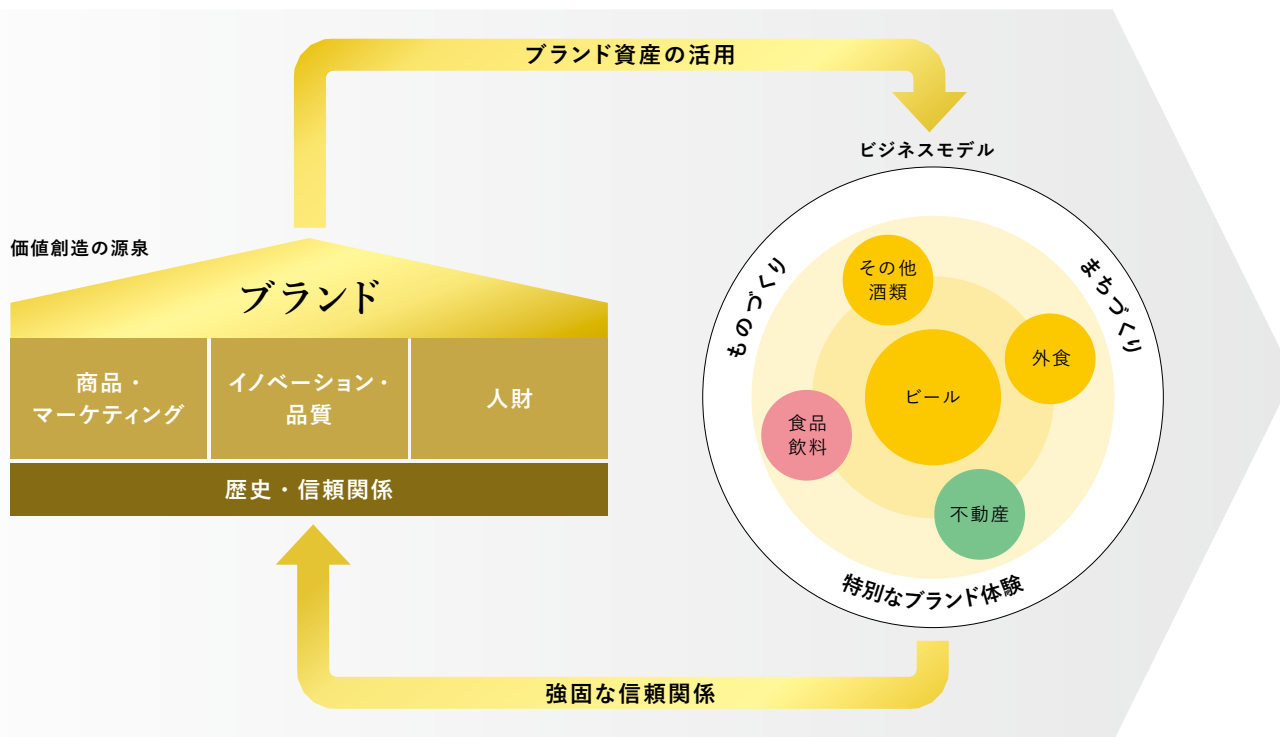 ブランド資産の活用
価値創造の源泉
ブランド
商品・
マーケティング
イノベーション・
品質
人財
歴史・信頼関係
ビジネスモデル
ものづくり
まちづくり
特別なブランド体験
その他
酒類
外食
ビール
食品
飲料
不動産
強固な信頼関係